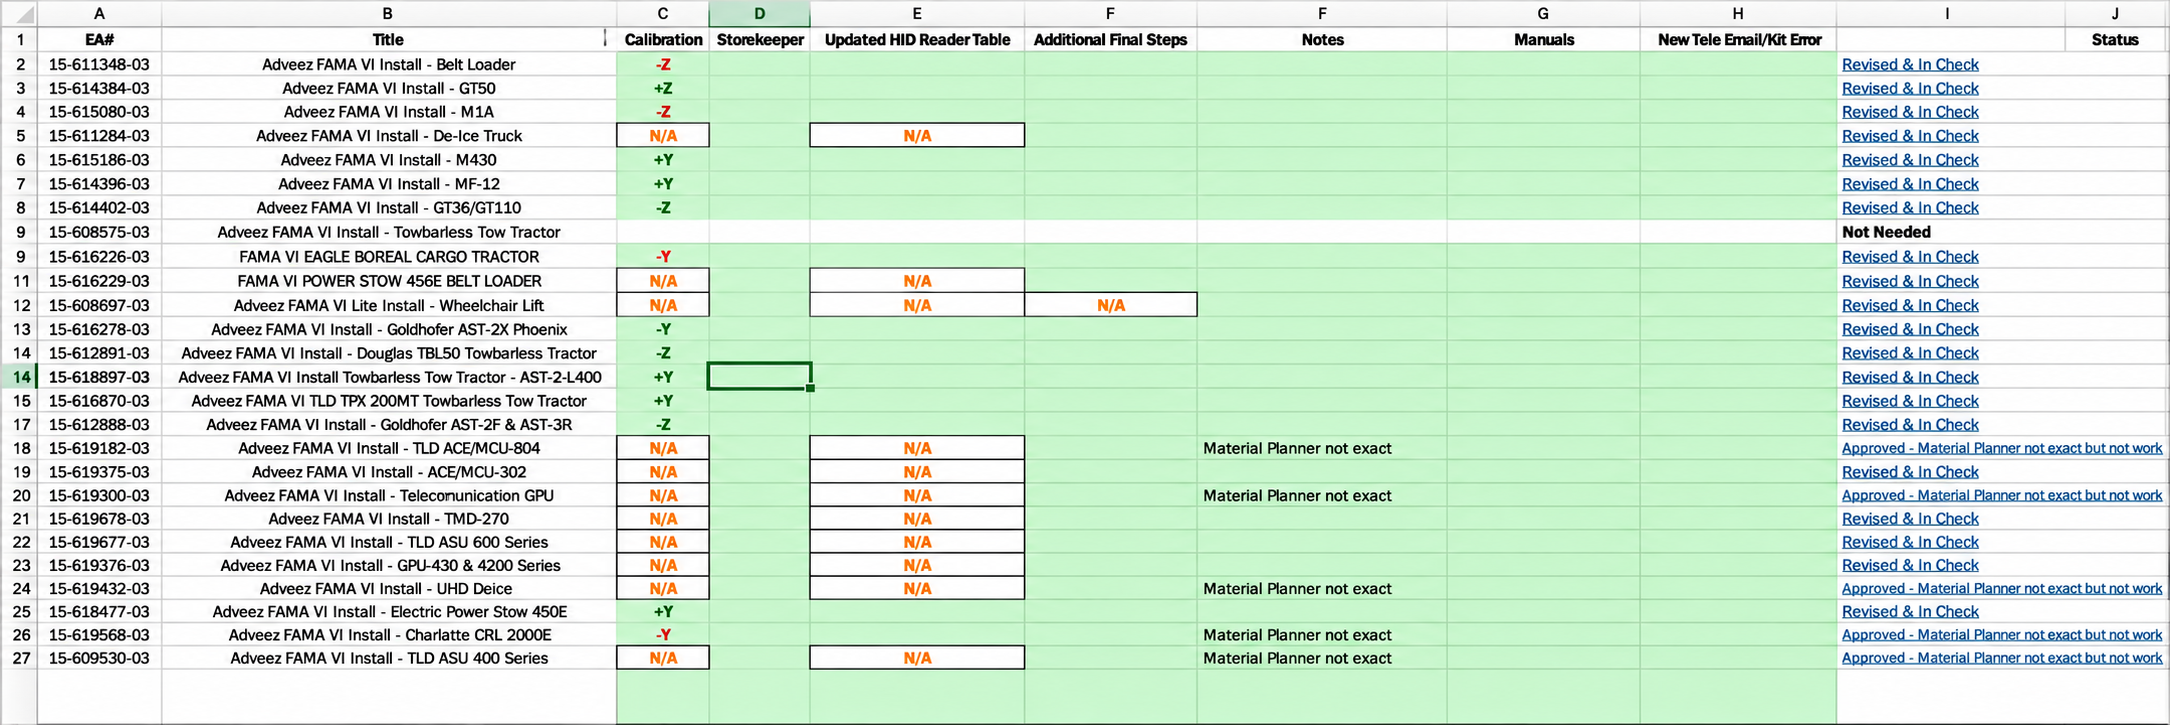 A B C D E F F G H I J
1 EA# Title Calibration Storekeeper Updated HID Reader Table Additional Final Steps Notes Manuals New Tele Email/Kit Error Status
2 15-611348-03 Adveez FAMA VI Install - Belt Loader -Z Revised & In Check
3 15-614384-03 Adveez FAMA VI Install - GT50 +Z Revised & In Check
4 15-615080-03 Adveez FAMA VI Install - M1A -Z Revised & In Check
5 15-611284-03 Adveez FAMA VI Install - De-Ice Truck N/A N/A Revised & In Check
6 15-615186-03 Adveez FAMA VI Install - M430 +Y Revised & In Check
7 15-614396-03 Adveez FAMA VI Install - MF-12 +Y Revised & In Check
8 15-614402-03 Adveez FAMA VI Install - GT36/GT110 -Z Revised & In Check
9 15-608575-03 Adveez FAMA VI Install - Towbarless Tow Tractor Not Needed
9 15-616226-03 FAMA VI EAGLE BOREAL CARGO TRACTOR -Y Revised & In Check
11 15-616229-03 FAMA VI POWER STOW 456E BELT LOADER N/A N/A Revised & In Check
12 15-608697-03 Adveez FAMA VI Lite Install - Wheelchair Lift N/A N/A N/A Revised & In Check
13 15-616278-03 Adveez FAMA VI Install - Goldhofer AST-2X Phoenix -Y Revised & In Check
14 15-612891-03 Adveez FAMA VI Install - Douglas TBL50 Towbarless Tractor -Z Revised & In Check
14 15-618897-03 Adveez FAMA VI Install Towbarless Tow Tractor - AST-2-L400 +Y Revised & In Check
15 15-616870-03 Adveez FAMA VI TLD TPX 200MT Towbarless Tow Tractor +Y Revised & In Check
17 15-612888-03 Adveez FAMA VI Install - Goldhofer AST-2F & AST-3R -Z Revised & In Check
18 15-619182-03 Adveez FAMA VI Install - TLD ACE/MCU-804 N/A N/A Material Planner not exact Approved - Material Planner not exact but not work
19 15-619375-03 Adveez FAMA VI Install - ACE/MCU-302 N/A N/A Revised & In Check
20 15-619300-03 Adveez FAMA VI Install - Telecomunication GPU N/A N/A Material Planner not exact Approved - Material Planner not exact but not work
21 15-619678-03 Adveez FAMA VI Install - TMD-270 N/A N/A Revised & In Check
22 15-619677-03 Adveez FAMA VI Install - TLD ASU 600 Series N/A N/A Revised & In Check
23 15-619376-03 Adveez FAMA VI Install - GPU-430 & 4200 Series N/A N/A Revised & In Check
24 15-619432-03 Adveez FAMA VI Install - UHD Deice N/A N/A Material Planner not exact Approved - Material Planner not exact but not work
25 15-618477-03 Adveez FAMA VI Install - Electric Power Stow 450E +Y Revised & In Check
26 15-619568-03 Adveez FAMA VI Install - Charlatte CRL 2000E -Y Material Planner not exact Approved - Material Planner not exact but not work
27 15-609530-03 Adveez FAMA VI Install - TLD ASU 400 Series N/A N/A Material Planner not exact Approved - Material Planner not exact but not work